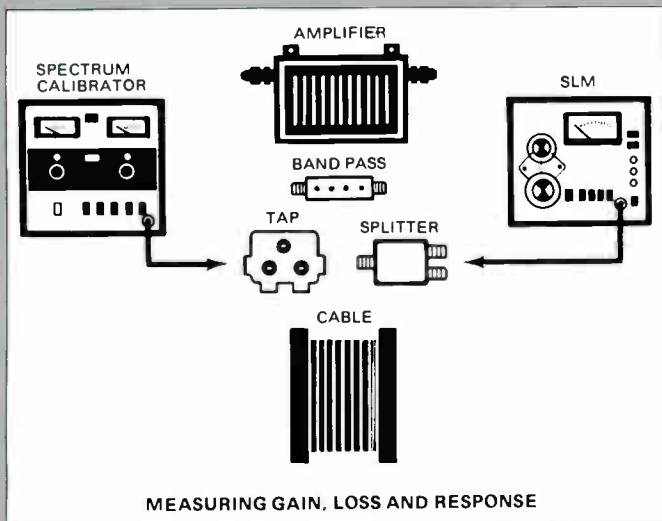 AMPLIFIER
SPECTRUM
CALIBRATOR
SLM
BAND PASS
TAP
SPLITTER
CABLE
MEASURING GAIN, LOSS AND RESPONSE